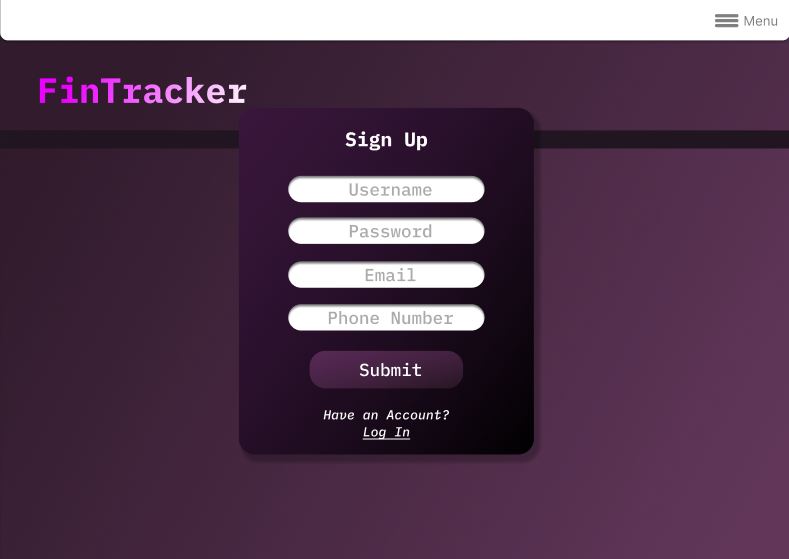 Menu
FinTracker
Sign Up
Username
Password
Email
Phone Number
Submit
Have an Account?
Log In